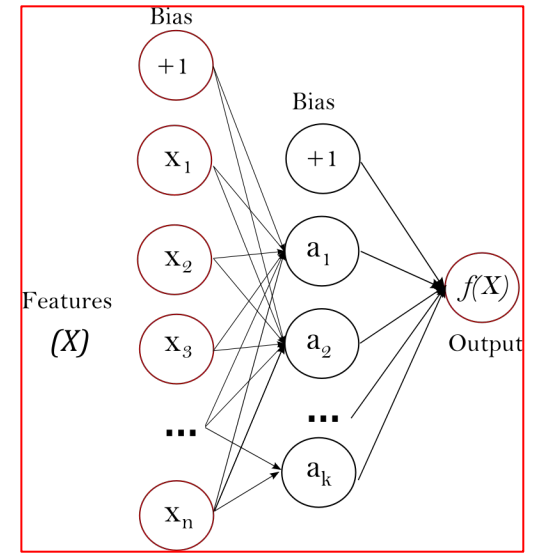 Bias
+1
Bias
x1
+1
a1
x2
f(X)
Features
(X)
x3
a2
Output
...
...
ak
xn